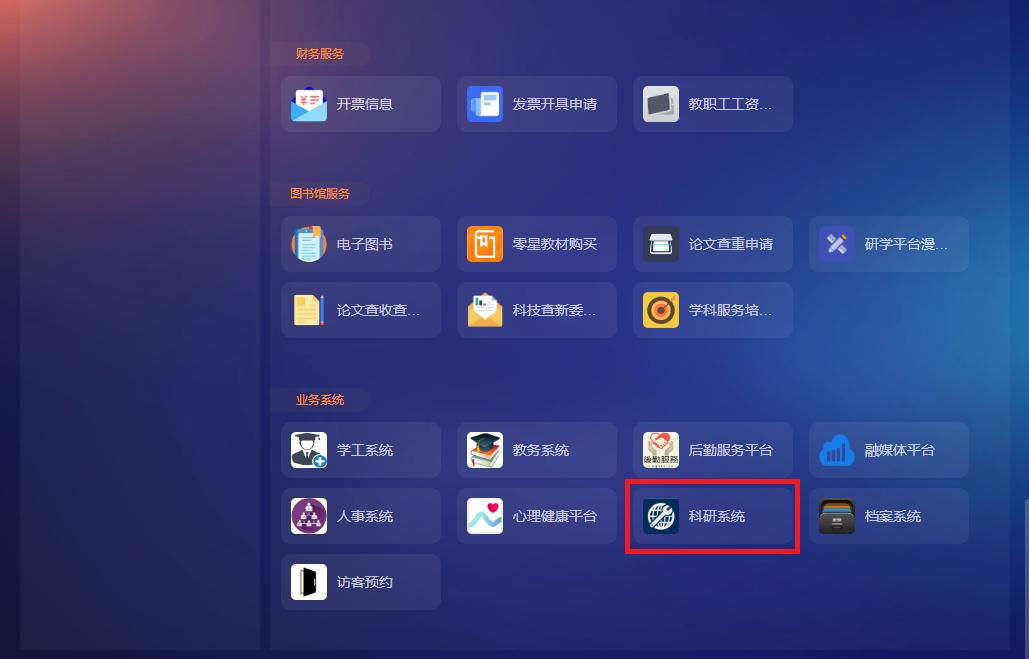 财务服务
开票信息
发票开具申请
教职工工资...
图书馆服务
电子图书
零星教材购买
论文查重申请
研学平台漫...
论文查收查...
科技查新委...
学科服务培...
业务系统
学工系统
教务系统
後勤服務
后勤服务平台
融媒体平台
人事系统
心理健康平台
科研系统
档案系统
访客预约